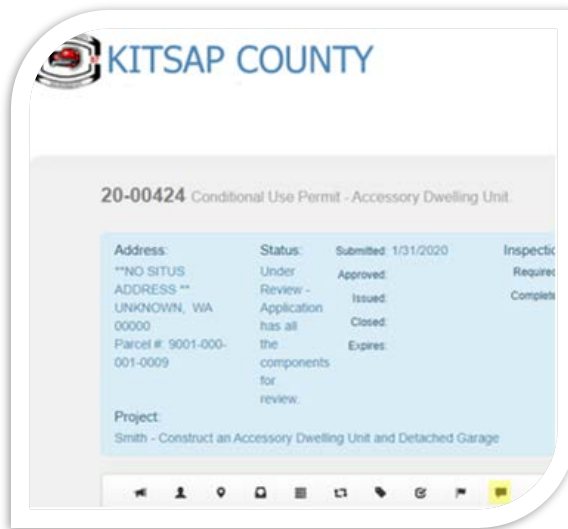 KITSAP COUNTY
20-00424 Conditional Use Permit - Accessory Dwelling Unit
Address:
**NO SITUS
ADDRESS **
UNKNOWN, WA
00000
Parcel #: 9001-000-
001-0009
Status:
Under
Review -
Application
has all
the
components
for
review.
Submitted: 1/31/2020
Approved:
Issued:
Closed:
Expires:
Inspectio
Required
Complete
Project:
Smith - Construct an Accessory Dwelling Unit and Detached Garage